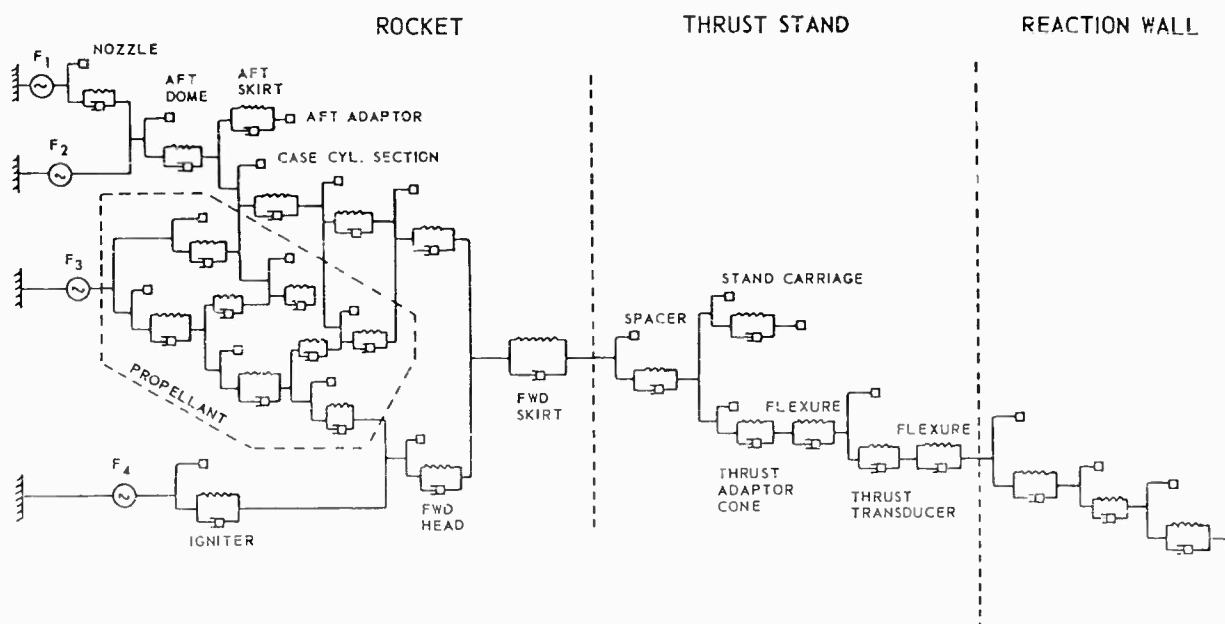 ROCKET
THRUST STAND
REACTION WALL
F1
NOZZLE
AFT
DOME
AFT
SKIRT
AFT ADAPTOR
F2
CASE CYL. SECTION
F3
PROPELLANT
STAND CARRIAGE
SPACER
FWD
SKIRT
FLEXURE
FLEXURE
THRUST
ADAPTOR
CONE
THRUST
TRANSDUCER
F4
IGNITER
FWD
HEAD